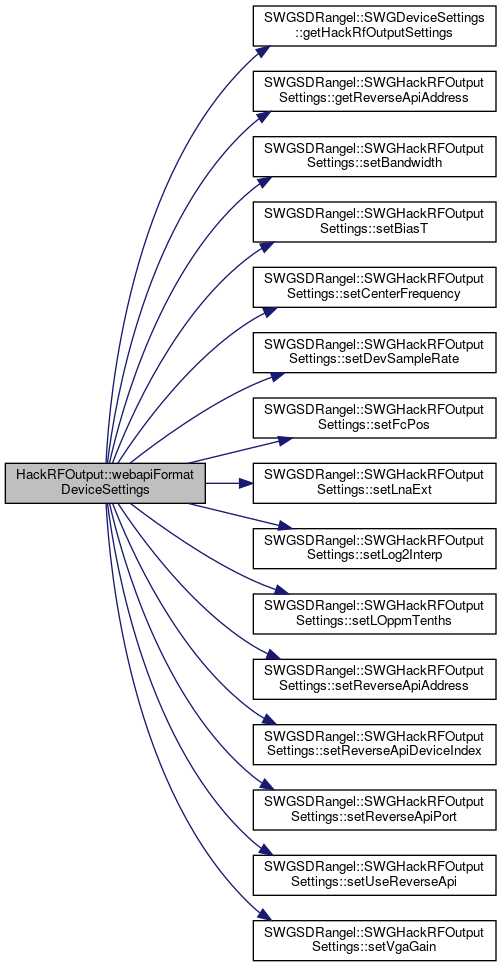 SWGSDRangel::SWGDeviceSettings
::getHackRfOutputSettings
SWGSDRangel::SWGHackRFOutput
Settings::getReverseApiAddress
SWGSDRangel::SWGHackRFOutput
Settings::setBandwidth
SWGSDRangel::SWGHackRFOutput
Settings::setBiasT
SWGSDRangel::SWGHackRFOutput
Settings::setCenterFrequency
SWGSDRangel::SWGHackRFOutput
Settings::setDevSampleRate
SWGSDRangel::SWGHackRFOutput
Settings::setFcPos
HackRFOutput::webapiFormat
DeviceSettings
SWGSDRangel::SWGHackRFOutput
Settings::setLnaExt
SWGSDRangel::SWGHackRFOutput
Settings::setLog2Interp
SWGSDRangel::SWGHackRFOutput
Settings::setLOppmTenths
SWGSDRangel::SWGHackRFOutput
Settings::setReverseApiAddress
SWGSDRangel::SWGHackRFOutput
Settings::setReverseApiDeviceIndex
SWGSDRangel::SWGHackRFOutput
Settings::setReverseApiPort
SWGSDRangel::SWGHackRFOutput
Settings::setUseReverseApi
SWGSDRangel::SWGHackRFOutput
Settings::setVgaGain